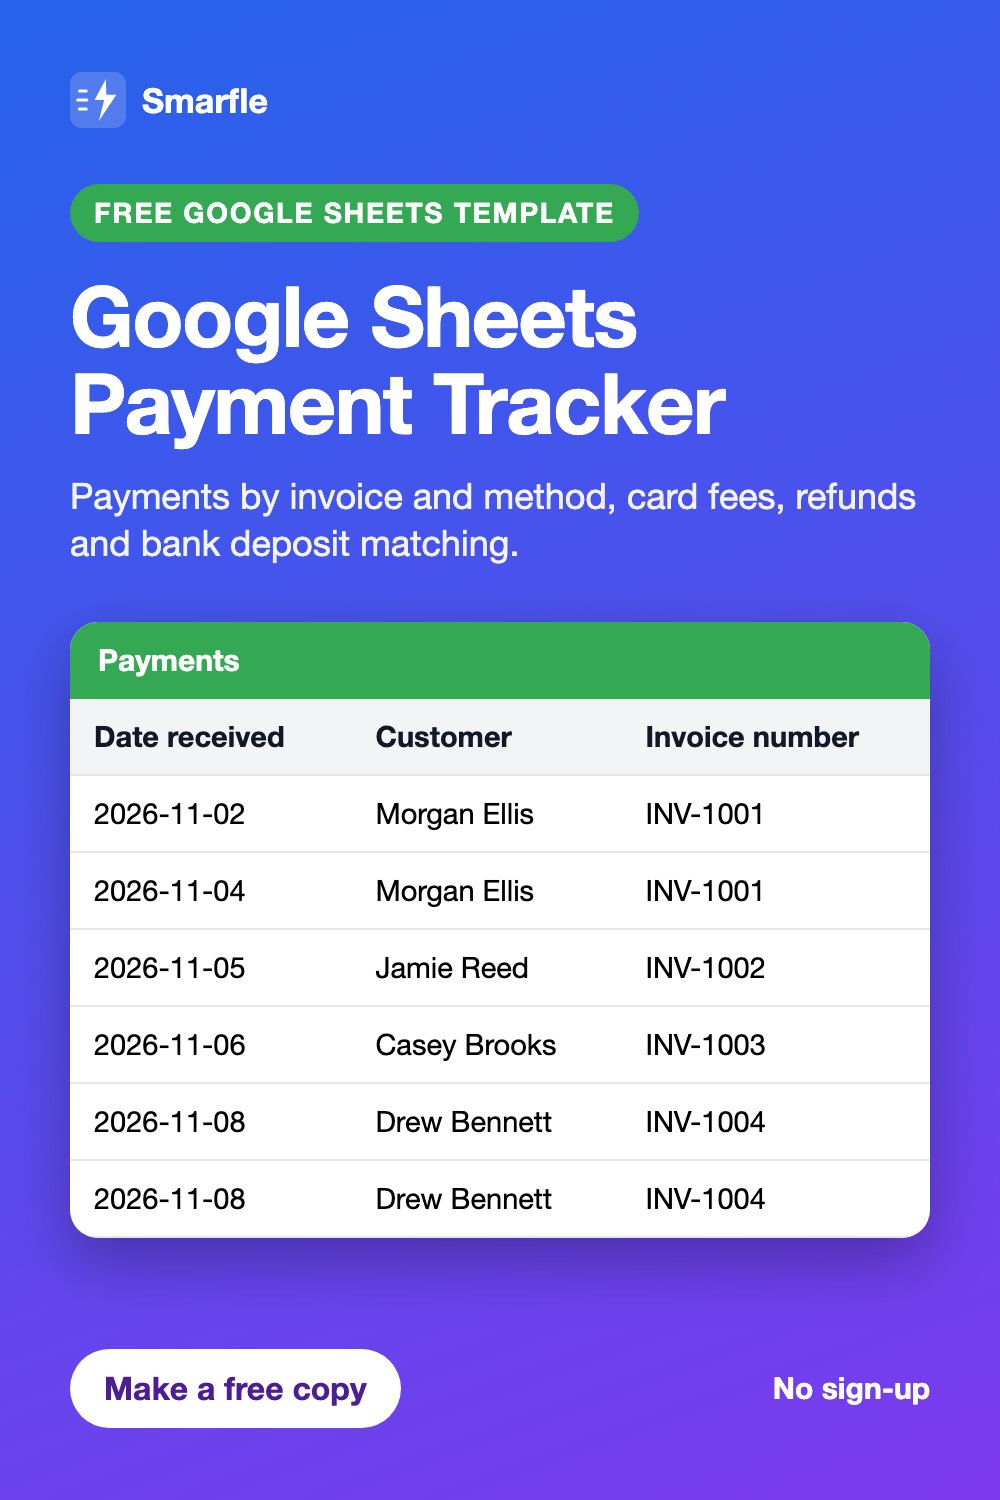 Smarfle
FREE GOOGLE SHEETS TEMPLATE
Google Sheets
Payment Tracker
Payments by invoice and method, card fees, refunds
and bank deposit matching.
Payments
Date received Customer Invoice number
2026-11-02 Morgan Ellis INV-1001
2026-11-04 Morgan Ellis INV-1001
2026-11-05 Jamie Reed INV-1002
2026-11-06 Casey Brooks INV-1003
2026-11-08 Drew Bennett INV-1004
2026-11-08 Drew Bennett INV-1004
Make a free copy No sign-up